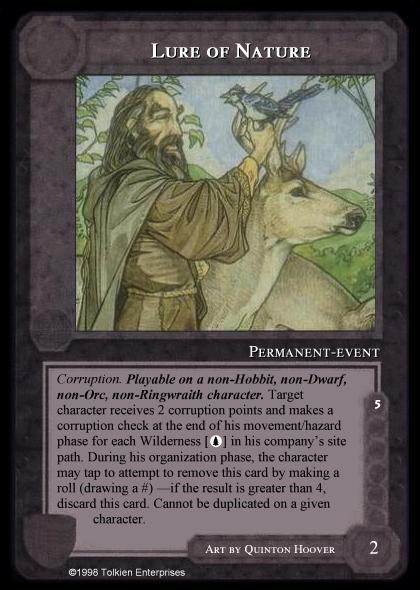 LURE OF NATURE
PERMANENT-EVENT
Corruption. Playable on a non-Hobbit, non-Dwarf,
non-Orc, non-Ringwraith character. Target
character receives 2 corruption points and makes a
corruption check at the end of his movement/hazard
phase for each Wilderness [ ] in his company's site
path. During his organization phase, the character
may tap to attempt to remove this card by making a
roll (drawing a #) —if the result is greater than 4,
discard this card. Cannot be duplicated on a given
character.
5
ART BY QUINTON HOOVER
2
©1998 Tolkien Enterprises